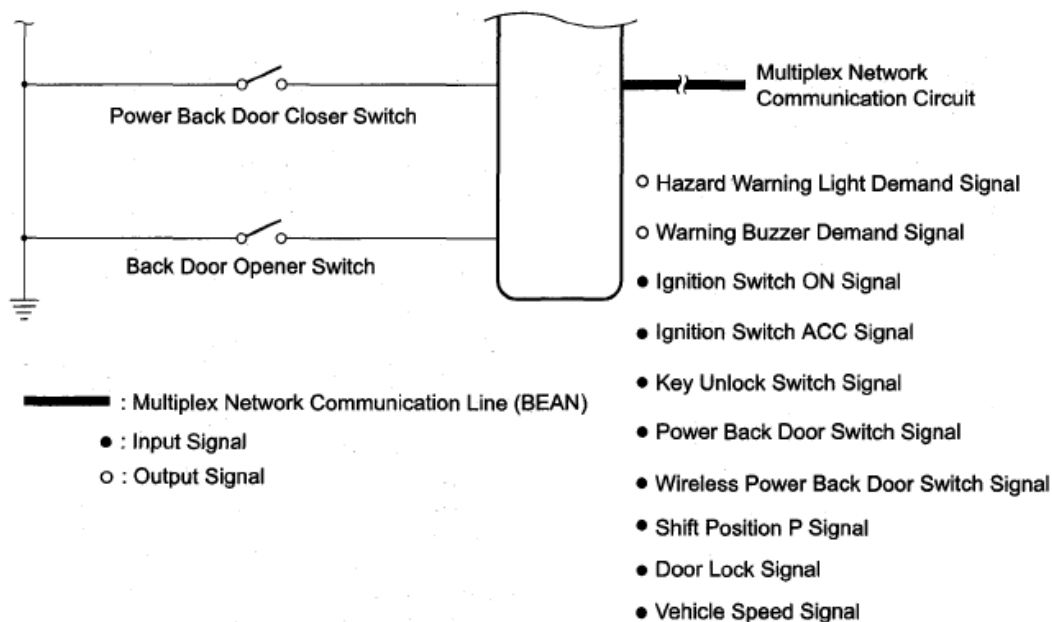 Multiplex Network
Communication Circuit
Power Back Door Closer Switch
Hazard Warning Light Demand Signal
Warning Buzzer Demand Signal
Back Door Opener Switch
Ignition Switch ON Signal
Ignition Switch ACC Signal
Key Unlock Switch Signal
: Multiplex Network Communication Line (BEAN)
Power Back Door Switch Signal
: Input Signal
: Output Signal
Wireless Power Back Door Switch Signal
Shift Position P Signal
Door Lock Signal
Vehicle Speed Signal